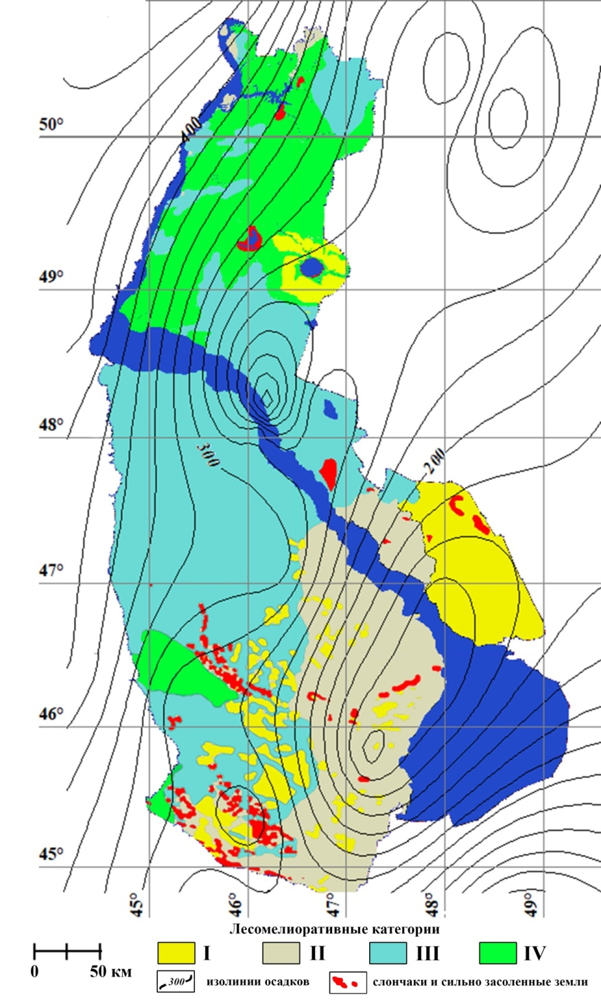 400
50°
49°
48°
300
200
47°
46°
45°
45° 46° 47° 48° 49°
Лесомелиоративные категории
I II III IV
0 50 км
300 изолинии осадков слончаки и сильно засоленные земли